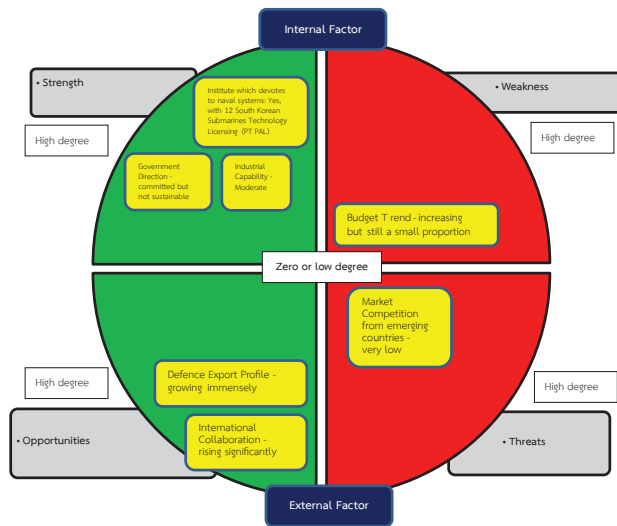 Internal Factor
• Strength
• Weakness
Institute which devotes
to naval systems: Yes,
with 12 South Korean
Submarines Technology
Licensing (PT PAL)
High degree
High degree
Government
Direction -
committed but
not sustainable
Industrial
Capability -
Moderate
Budget T rend - increasing
but still a small proportion
Zero or low degree
Market
Competition
from emerging
countries -
very low
Defence Export Profile -
growing immensely
High degree
High degree
International
Collaboration -
rising significantly
• Opportunities
• Threats
External Factor